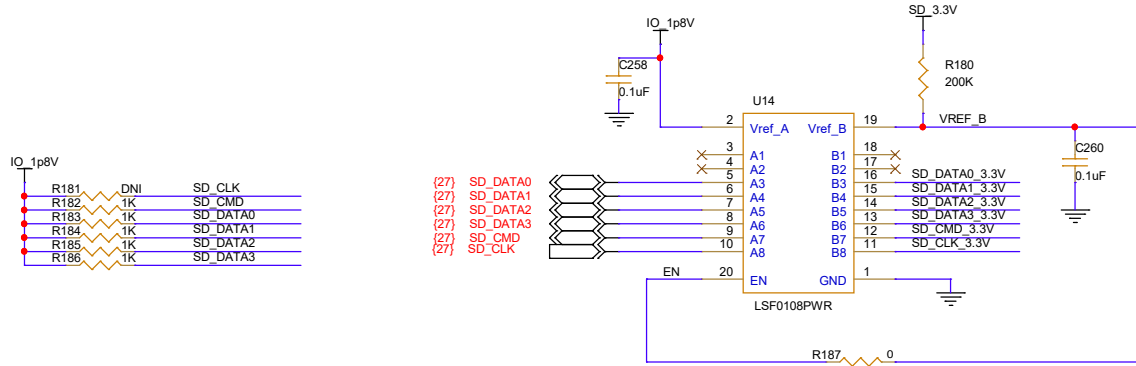 SD_3.3V
IO_1p8V
R180
200K
C258
0.1uF
U14
2 Vref_A Vref_B 19 VREF_B
3 A1 B1 18
4 A2 B2 17
{27} SD_DATA0 5 A3 B3 16 SD_DATA0_3.3V
{27} SD_DATA1 6 A4 B4 15 SD_DATA1_3.3V
{27} SD_DATA2 7 A5 B5 14 SD_DATA2_3.3V
{27} SD_DATA3 8 A6 B6 13 SD_DATA3_3.3V
{27} SD_CMD 9 A7 B7 12 SD_CMD_3.3V
{27} SD_CLK 10 A8 B8 11 SD_CLK_3.3V
EN 20 EN GND 1
LSF0108PWR
C260
0.1uF
R187 0
IO_1p8V
R181 DNI SD_CLK
R182 1K SD_CMD
R183 1K SD_DATA0
R184 1K SD_DATA1
R185 1K SD_DATA2
R186 1K SD_DATA3